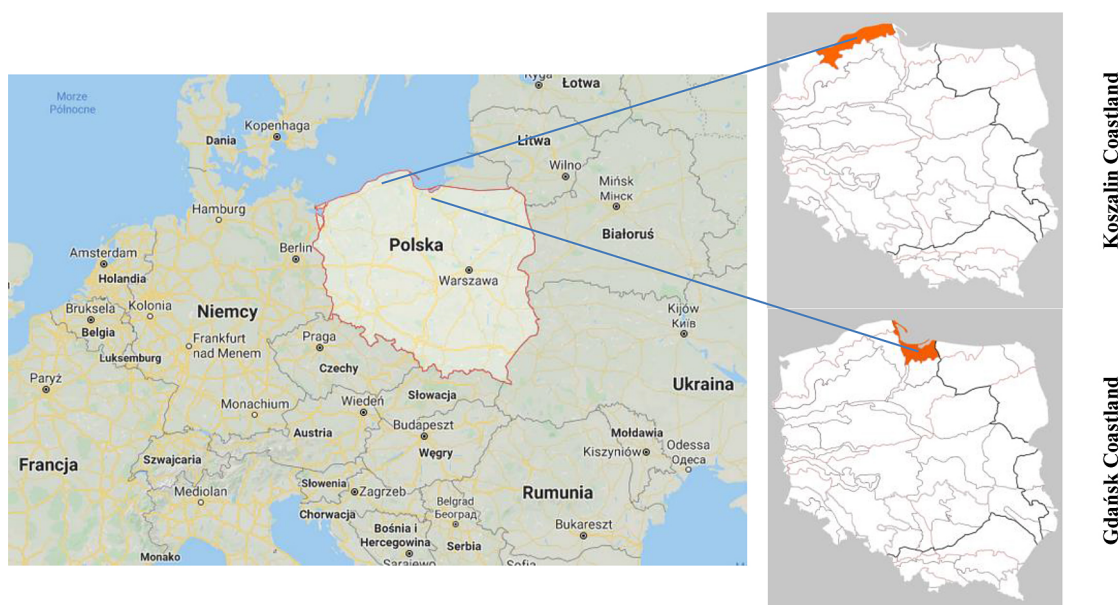 Morze
Północne
Ryga
Łotwa
Kopenhaga
Dania
Litwa
Wilno
Mińsk
Мінск
Hamburg
Białoruś
Berlin
Polska
Amsterdam
Holandia
Warszawa
Bruksela
Kolonia
Niemcy
Kijów
Київ
Belgia
Frankfurt
nad Menem
Praga
Luksemburg
Czechy
Paryż
Ukraina
Słowacja
Monachium
Wiedeń
Austria
Budapeszt
Węgry
Mołdawia
Kiszyniów
Odessa
Одеса
Francja
Szwajcaria
Słowenia
Mediolan
Zagrzeb
Rumunia
Chorwacja
Belgrad
Београд
Bukareszt
Bośnia i
Hercegowina
Serbia
Monako
Sarajewo
Sofia
Koszalin Coastland
Gdańsk Coastland